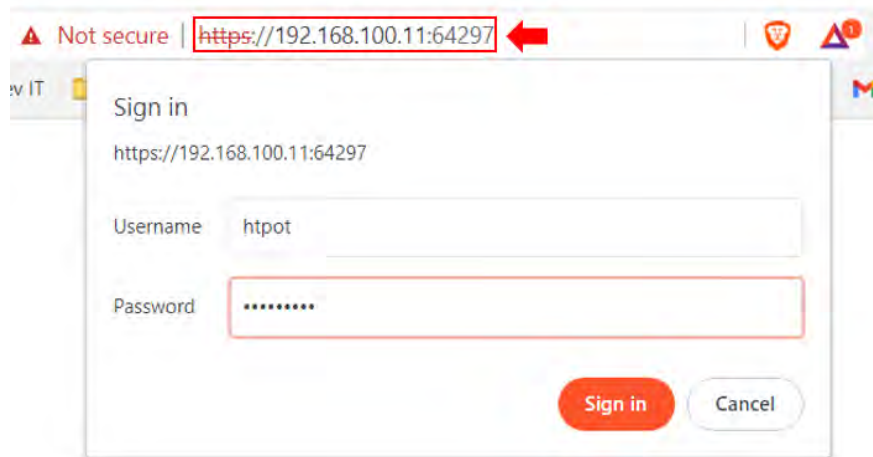 Not secure | https://192.168.100.11:64297
1
ev IT
Sign in
https://192.168.100.11:64297
Username htpot
Password •••••••••
Sign in Cancel